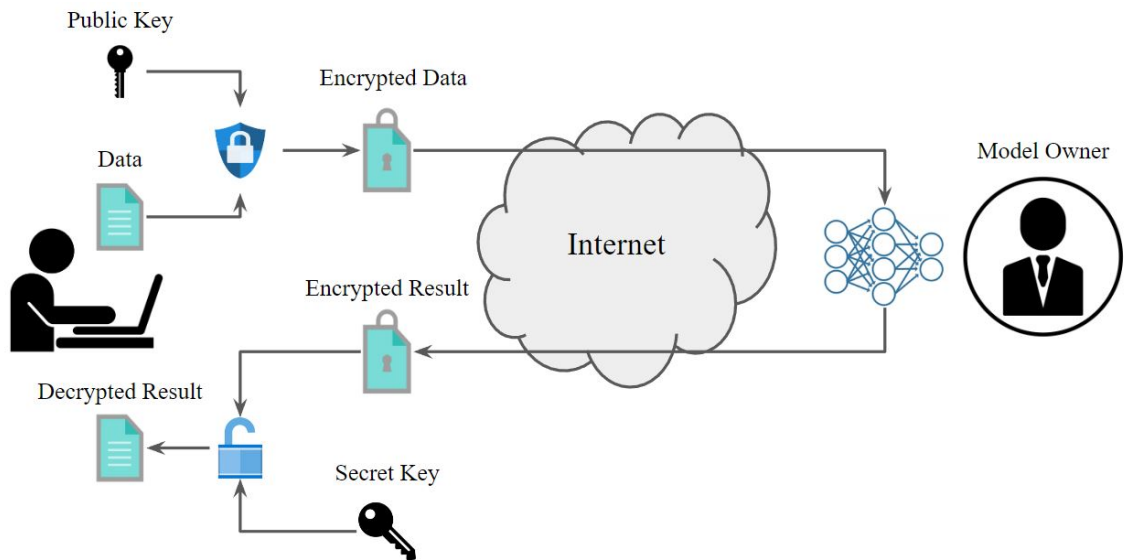 Public Key
Encrypted Data
Data
Model Owner
Internet
Encrypted Result
Decrypted Result
Secret Key